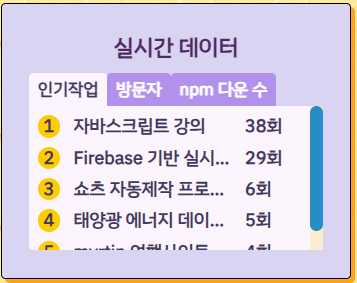 실시간 데이터
인기작업 방문자 npm 다운 수
1 자바스크립트 강의 38회
2 Firebase 기반 실시... 29회
3 쇼츠 자동제작 프로... 6회
4 태양광 에너지 데이... 5회
5